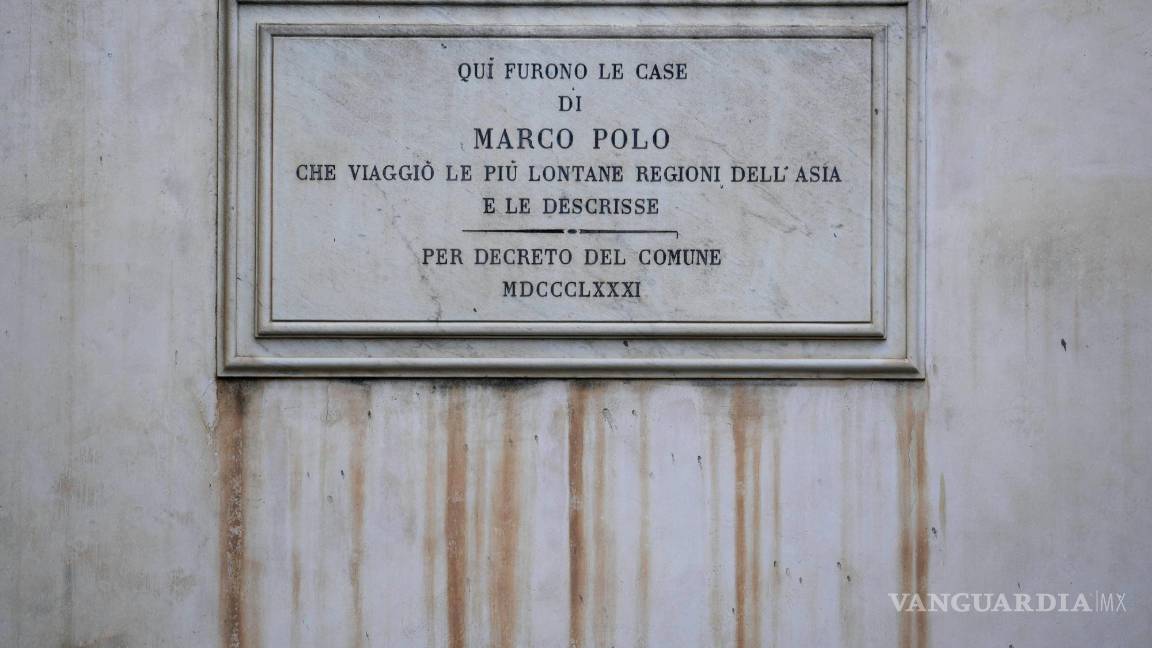 QUI FURONO LE CASE
DI
MARCO POLO
CHE VIAGGIÒ LE PIÙ LONTANE REGIONI DELL'ASIA
E LE DESCRISSE
PER DECRETO DEL COMUNE
MDCCCLXXXI
VANGUARDIA|MX